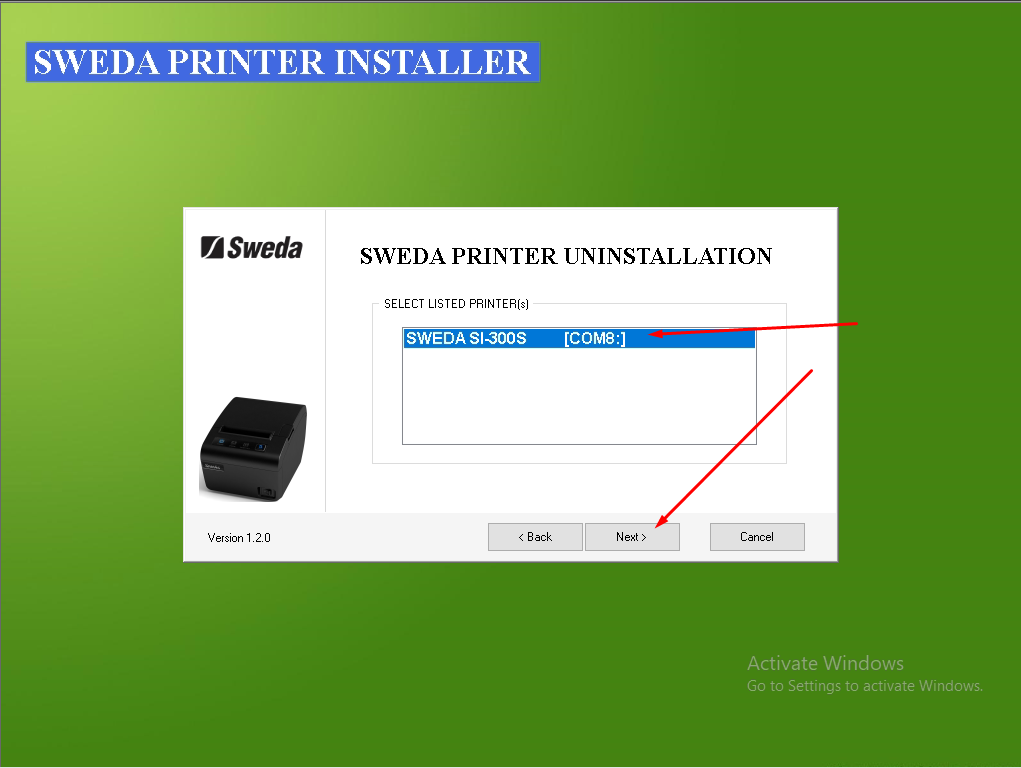 SWEDA PRINTER INSTALLER
Sweda
SWEDA PRINTER UNINSTALLATION
SELECT LISTED PRINTER(s)
SWEDA SI-300S [COM8:]
Version 1.2.0
< Back
Next >
Cancel
Activate Windows
Go to Settings to activate Windows.